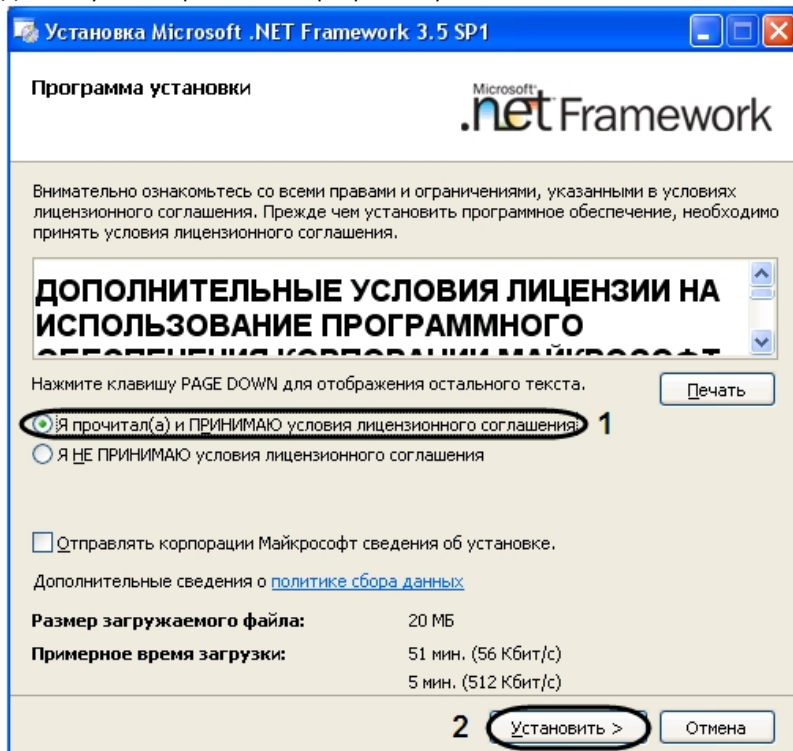 Установка Microsoft .NET Framework 3.5 SP1
Программа установки
Microsoft
.net Framework
Внимательно ознакомьтесь со всеми правами и ограничениями, указанными в условиях
лицензионного соглашения. Прежде чем установить программное обеспечение, необходимо
принять условия лицензионного соглашения.
ДОПОЛНИТЕЛЬНЫЕ УСЛОВИЯ ЛИЦЕНЗИИ НА
ИСПОЛЬЗОВАНИЕ ПРОГРАММНОГО
ОБЕСПЕЧЕНИЯ КОРПОРАЦИИ МАЙКРОСОФТ
Нажмите клавишу PAGE DOWN для отображения остального текста.
Печать
Я прочитал(а) и ПРИНИМАЮ условия лицензионного соглашения 1
Я НЕ ПРИНИМАЮ условия лицензионного соглашения
Отправлять корпорации Майкрософт сведения об установке.
Дополнительные сведения о политике сбора данных
Размер загружаемого файла: 20 МБ
Примерное время загрузки: 51 мин. (56 Кбит/с)
5 мин. (512 Кбит/с)
2 Установить > Отмена